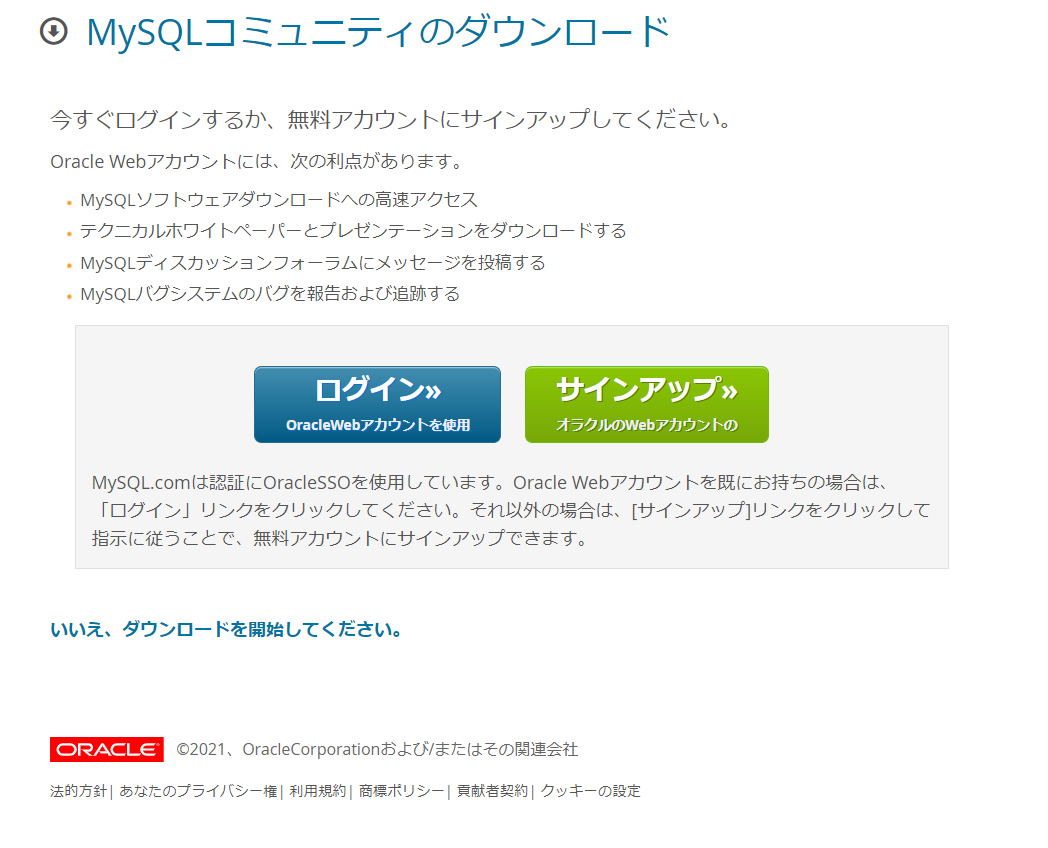 MySQLコミュニティのダウンロード
今すぐログインするか、無料アカウントにサインアップしてください。
Oracle Webアカウントには、次の利点があります。
MySQLソフトウェアダウンロードへの高速アクセス
テクニカルホワイトペーパーとプレゼンテーションをダウンロードする
MySQLディスカッションフォーラムにメッセージを投稿する
MySQLバグシステムのバグを報告および追跡する
ログイン»
OracleWebアカウントを使用
サインアップ»
オラクルのWebアカウントの
MySQL.comは認証にOracleSSOを使用しています。Oracle Webアカウントを既にお持ちの場合は、
「ログイン」リンクをクリックしてください。それ以外の場合は、[サインアップ]リンクをクリックして
指示に従うことで、無料アカウントにサインアップできます。
いいえ、ダウンロードを開始してください。
ORACLE ©2021、OracleCorporationおよび/またはその関連会社
法的方針| あなたのプライバシー権| 利用規約| 商標ポリシー| 貢献者契約| クッキーの設定